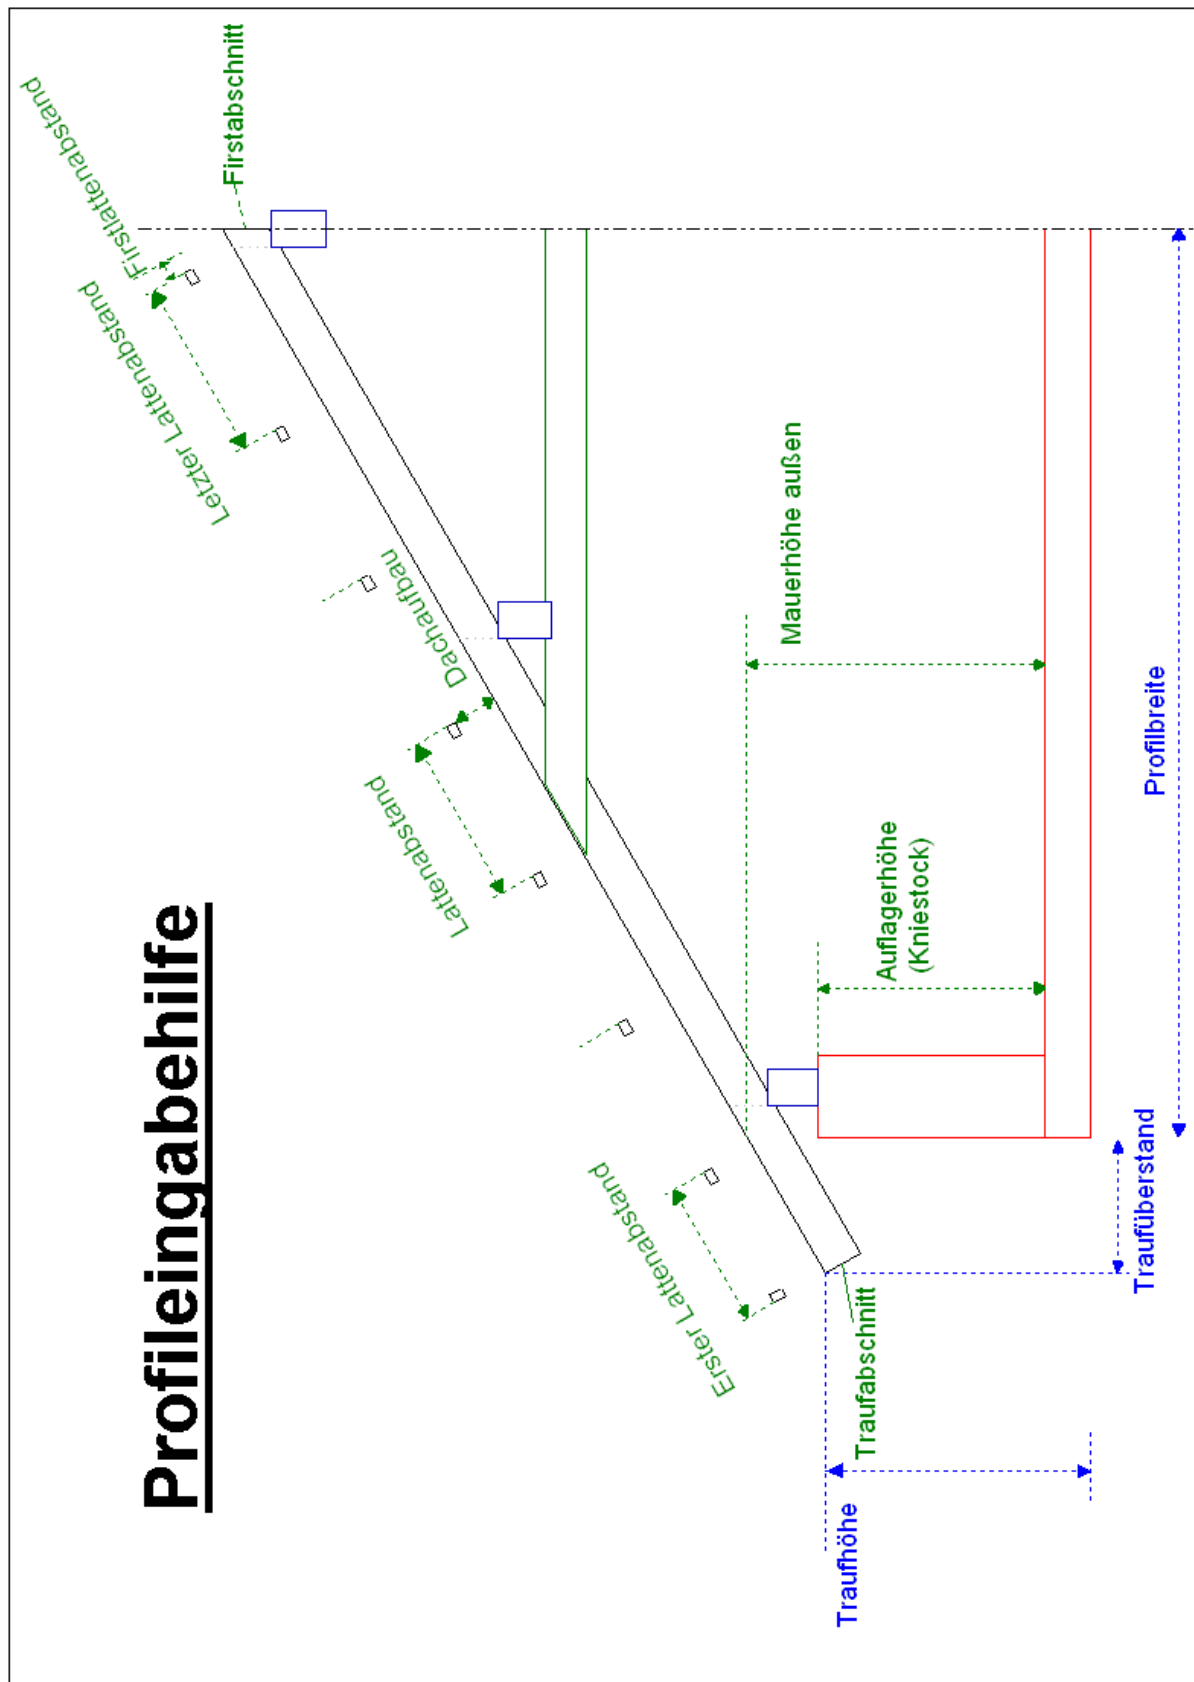 Profileingabehilfe
Firstlattenabstand
Firstabschnitt
Letzter Lattenabstand
Dachaufbau
Lattenabstand
Mauerhöhe außen
Auflagerhöhe
(Kniestock)
Erster Lattenabstand
Traufabschnitt
Traufhöhe
Traufüberstand
Profilbreite